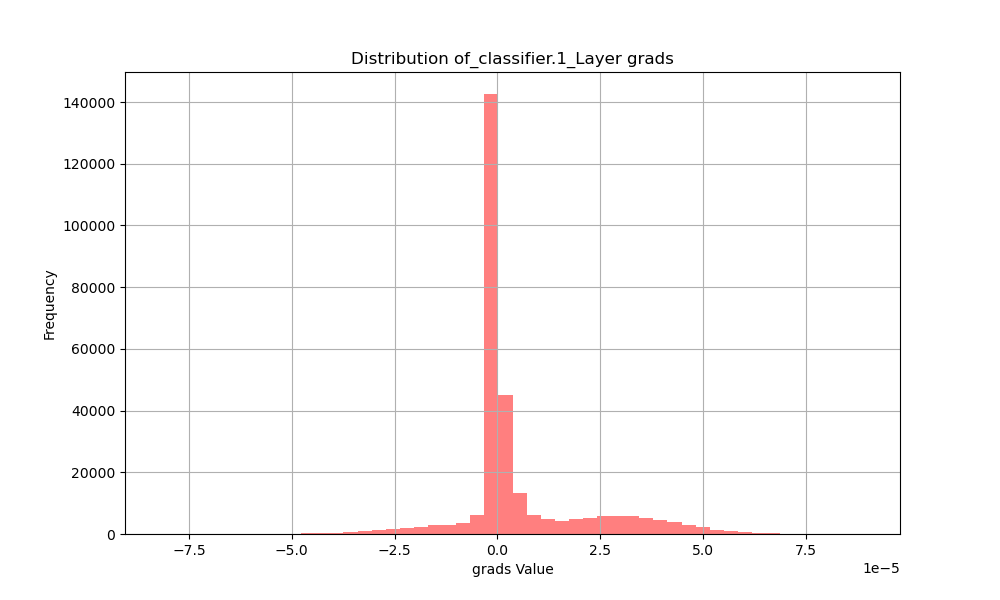 Distribution of_classifier.1_Layer grads
140000
120000
100000
80000
60000
40000
20000
0
Frequency
−7.5 −5.0 −2.5 0.0 2.5 5.0 7.5
1e−5
grads Value